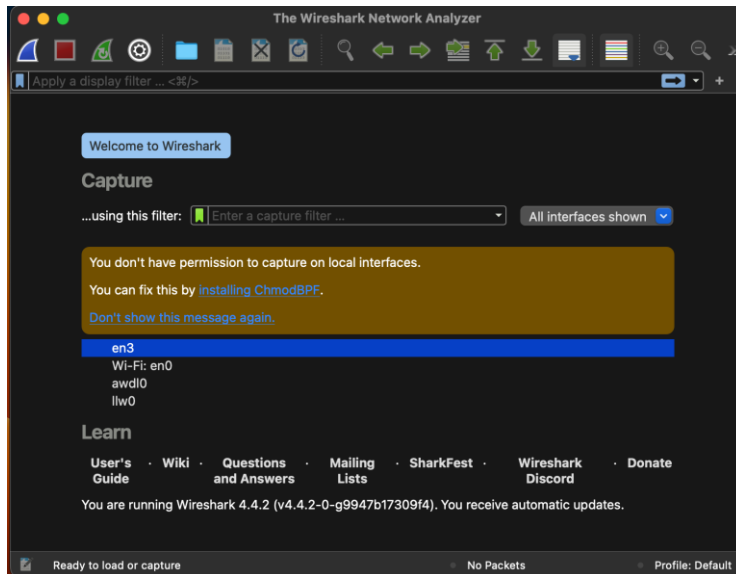 The Wireshark Network Analyzer
Apply a display filter ... <⌘/>
Welcome to Wireshark
Capture
...using this filter: Enter a capture filter ... All interfaces shown
You don't have permission to capture on local interfaces.
You can fix this by installing ChmodBPF.
Don't show this message again.
en3
Wi-Fi: en0
awdl0
llw0
Learn
User's Guide · Wiki · Questions and Answers · Mailing Lists · SharkFest · Wireshark Discord · Donate
You are running Wireshark 4.4.2 (v4.4.2-0-g9947b17309f4). You receive automatic updates.
Ready to load or capture No Packets Profile: Default